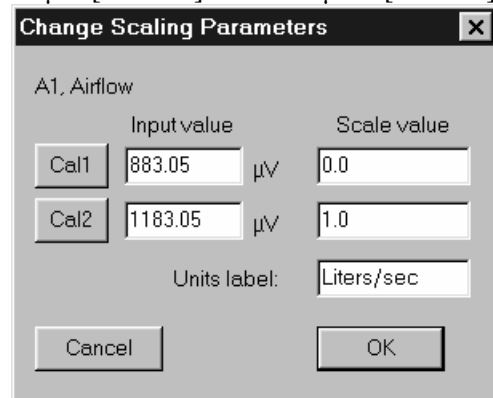 Change Scaling Parameters
A1, Airflow
Input value Scale value
Cal1 883.05 µV 0.0
Cal2 1183.05 µV 1.0
Units label: Liters/sec
Cancel OK